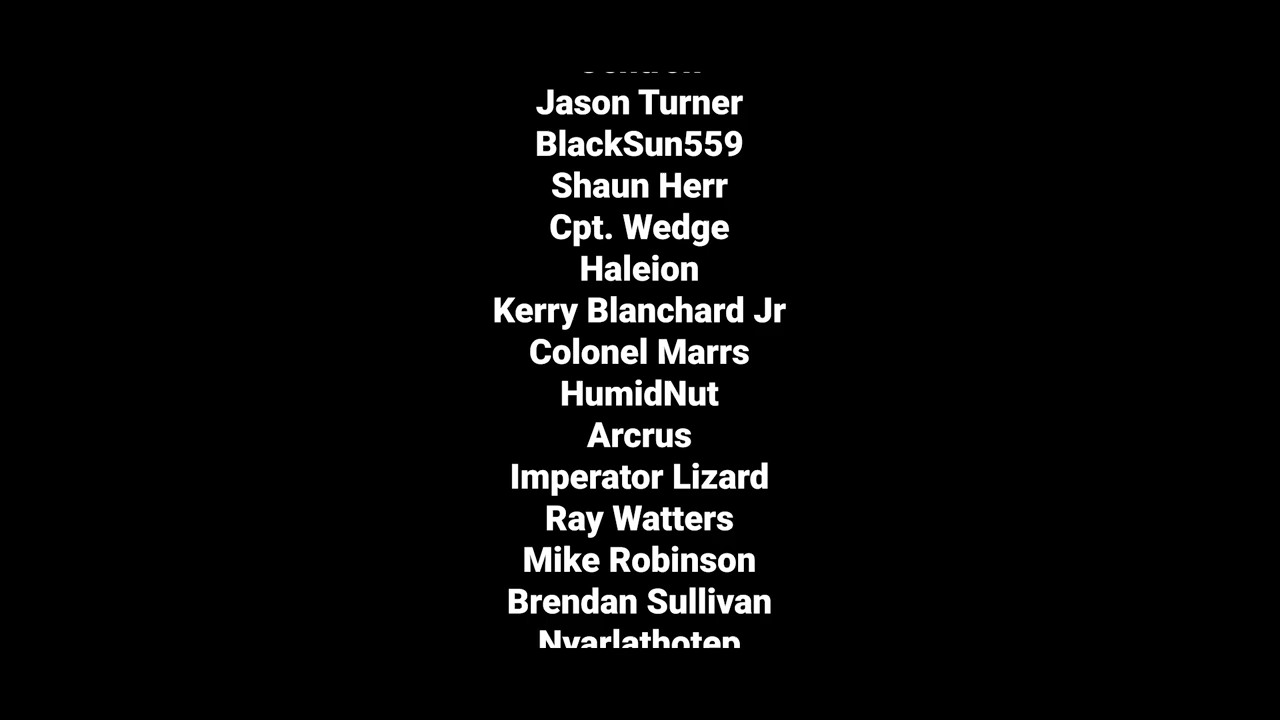 Jason Turner
BlackSun559
Shaun Herr
Cpt. Wedge
Haleion
Kerry Blanchard Jr
Colonel Marrs
HumidNut
Arcrus
Imperator Lizard
Ray Watters
Mike Robinson
Brendan Sullivan
Nyarlathotep